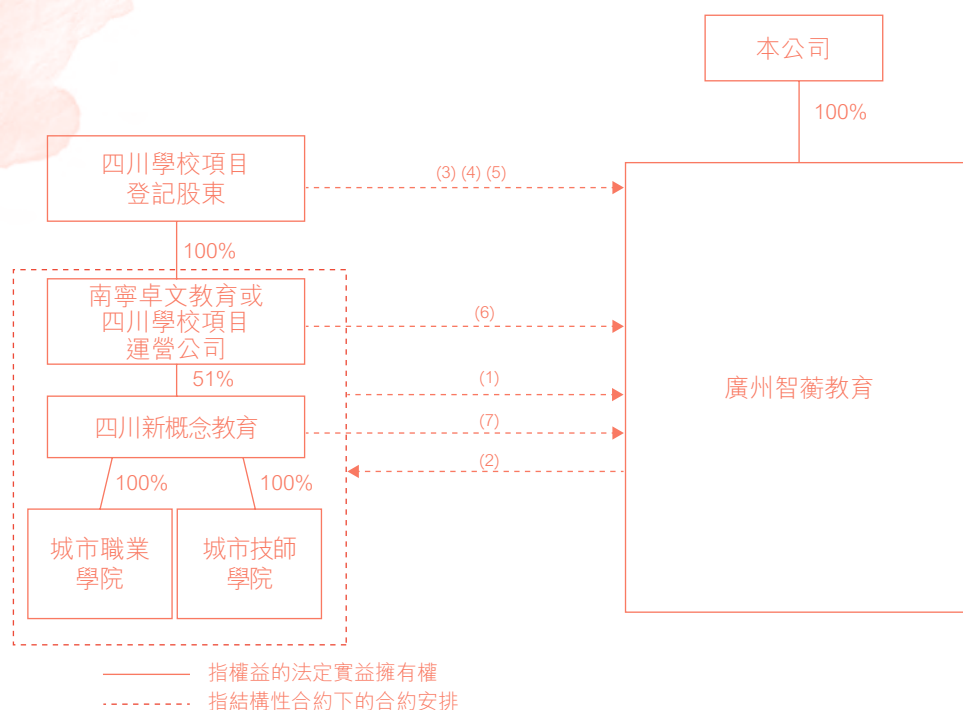 本公司
100%
四川學校項目
登記股東
(3) (4) (5)
100%
南寧卓文教育或
四川學校項目
運營公司
(6)
51%
(1)
廣州智蘅教育
四川新概念教育
(7)
(2)
100%
100%
城市職業
學院
城市技師
學院
指權益的法定實益擁有權
指結構性合約下的合約安排